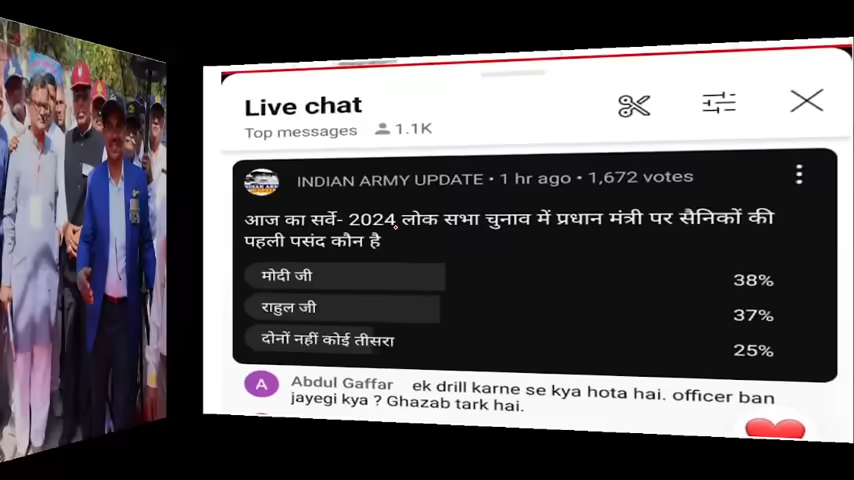 Live chat
Top messages 1.1K
INDIAN ARMY UPDATE • 1 hr ago • 1,672 votes
आज का सर्वे- 2024 लोक सभा चुनाव में प्रधान मंत्री पर सैनिकों की
पहली पसंद कौन है
मोदी जी 38%
राहुल जी 37%
दोनों नहीं कोई तीसरा 25%
A Abdul Gaffar ek drill karne se kya hota hai. officer ban
jayegi kya ? Ghazab tark hai.